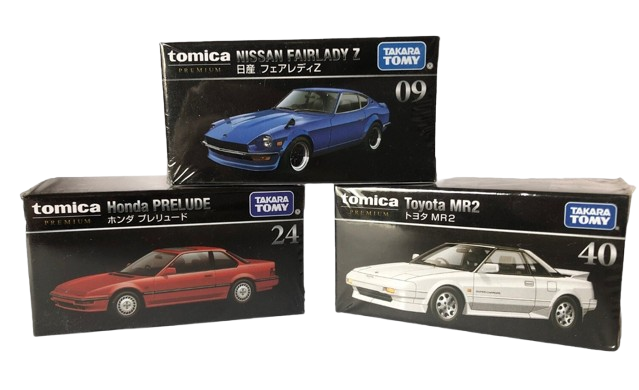 tomica
PREMIUM
NISSAN FAIRLADY Z
日産 フェアレディZ
TAKARA TOMY
09
tomica
PREMIUM
Honda PRELUDE
ホンダ プレリュード
TAKARA TOMY
24
tomica
PREMIUM
Toyota MR2
トヨタ MR2
TAKARA TOMY
40